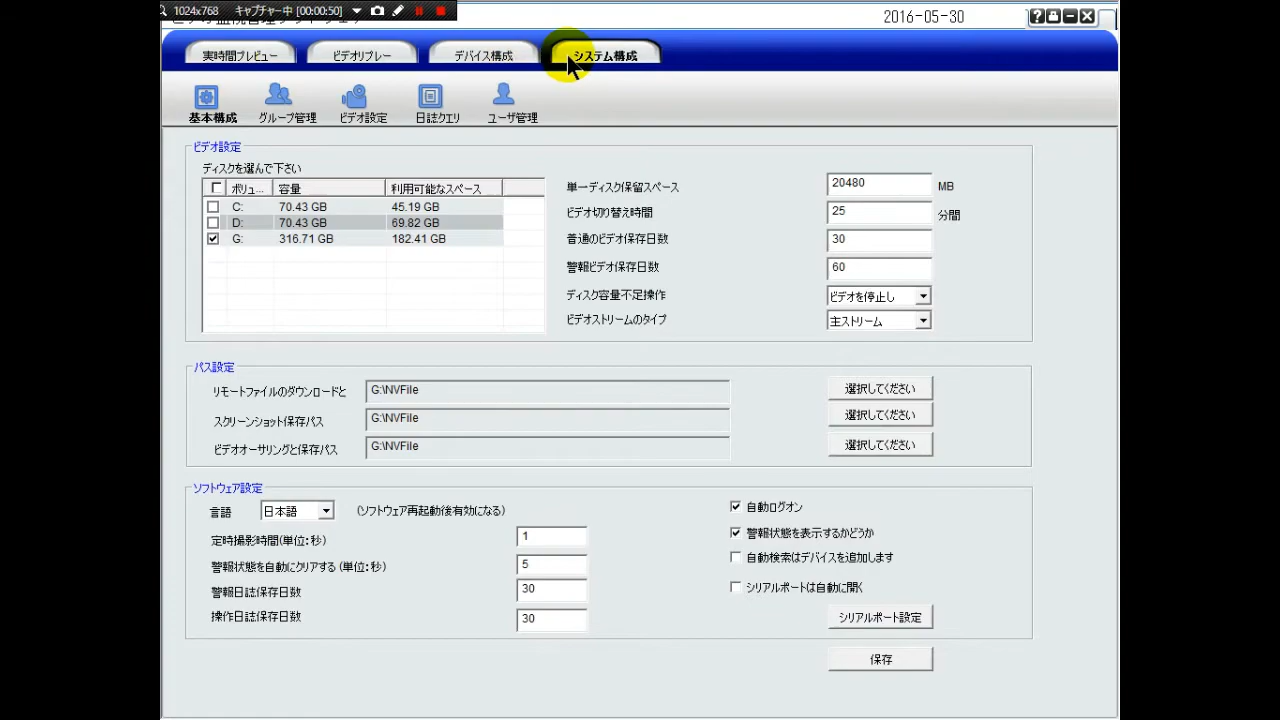 1024x768 キャプチャー中 [00:00:50]
2016-05-30
実時間プレビュー ビデオリプレー デバイス構成 システム構成
基本構成 グループ管理 ビデオ設定 日誌クエリ ユーザ管理
ビデオ設定
ディスクを選んで下さい
ボリュ... 容量 利用可能なスペース
C: 70.43 GB 45.19 GB
D: 70.43 GB 69.82 GB
G: 316.71 GB 182.41 GB
単一ディスク保留スペース 20480 MB
ビデオ切り替え時間 25 分間
普通のビデオ保存日数 30
警報ビデオ保存日数 60
ディスク容量不足操作 ビデオを停止し
ビデオストリームのタイプ 主ストリーム
パス設定
リモートファイルのダウンロードと G:\NVFile 選択してください
スクリーンショット保存パス G:\NVFile 選択してください
ビデオオーサリングと保存パス G:\NVFile 選択してください
ソフトウェア設定
言語 日本語 (ソフトウェア再起動後有効になる)
定時撮影時間(単位:秒) 1
警報状態を自動にクリアする (単位:秒) 5
警報日誌保存日数 30
操作日誌保存日数 30
自動ログオン
警報状態を表示するかどうか
自動検索はデバイスを追加します
シリアルポートは自動に開く
シリアルポート設定
保存